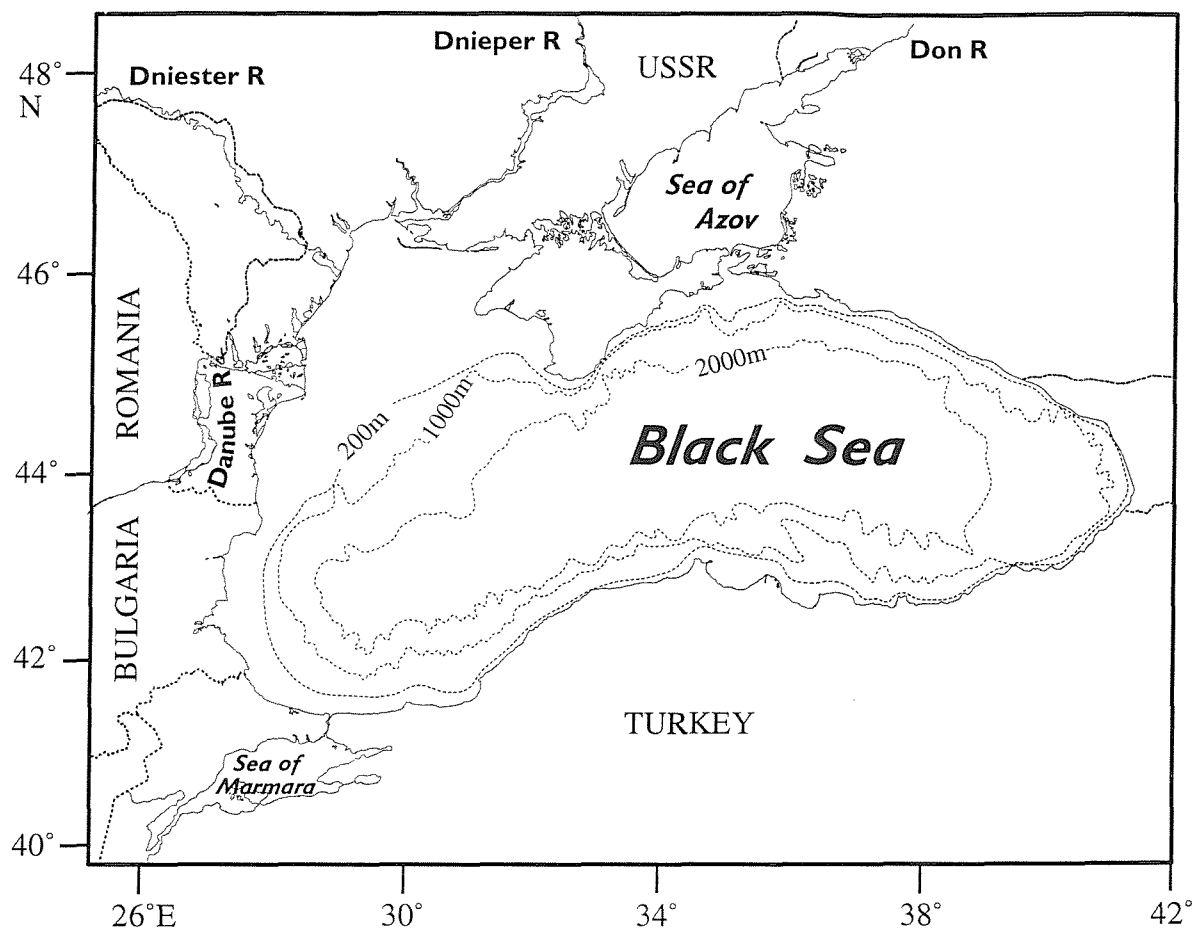 Dnieper R
Don R
USSR
48°
N
Dniester R
Sea of
Azov
46°
ROMANIA
Danube R
2000m
1000m
200m
Black Sea
44°
BULGARIA
42°
TURKEY
Sea of
Marmara
40°
26°E
30°
34°
38°
42°